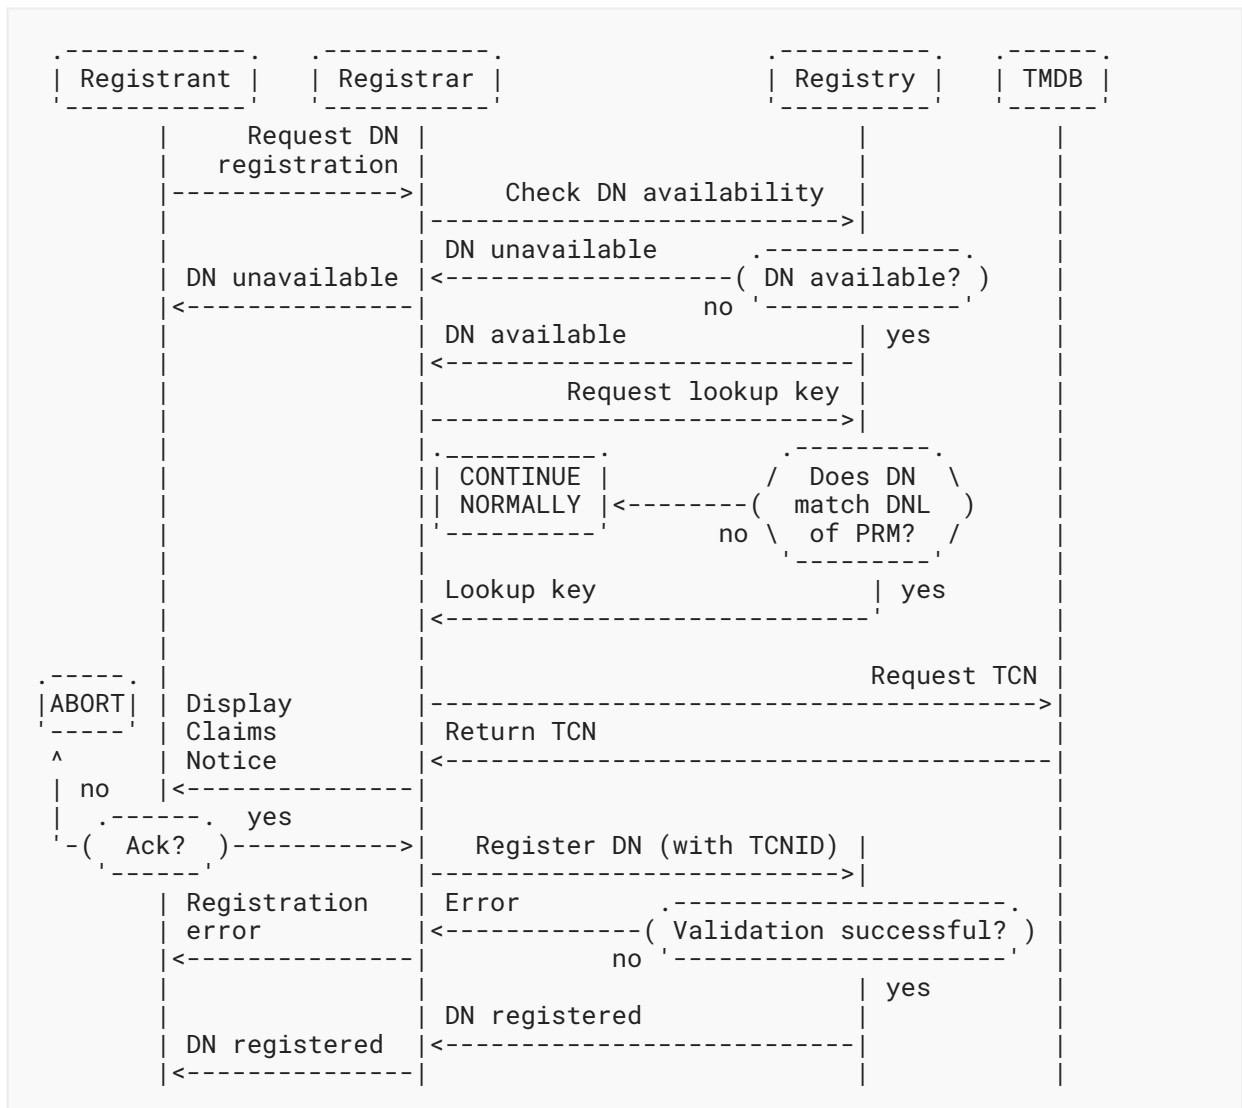 Registrant Registrar Registry TMDB
Request DN
registration
Check DN availability
DN unavailable
DN unavailable DN available?
no
DN available yes
Request lookup key
CONTINUE Does DN
NORMALLY match DNL
no of PRM?
Lookup key yes
Request TCN
ABORT Display
Claims Return TCN
Notice
no
yes
Ack? Register DN (with TCNID)
Registration Error
error Validation successful?
no
yes
DN registered
DN registered